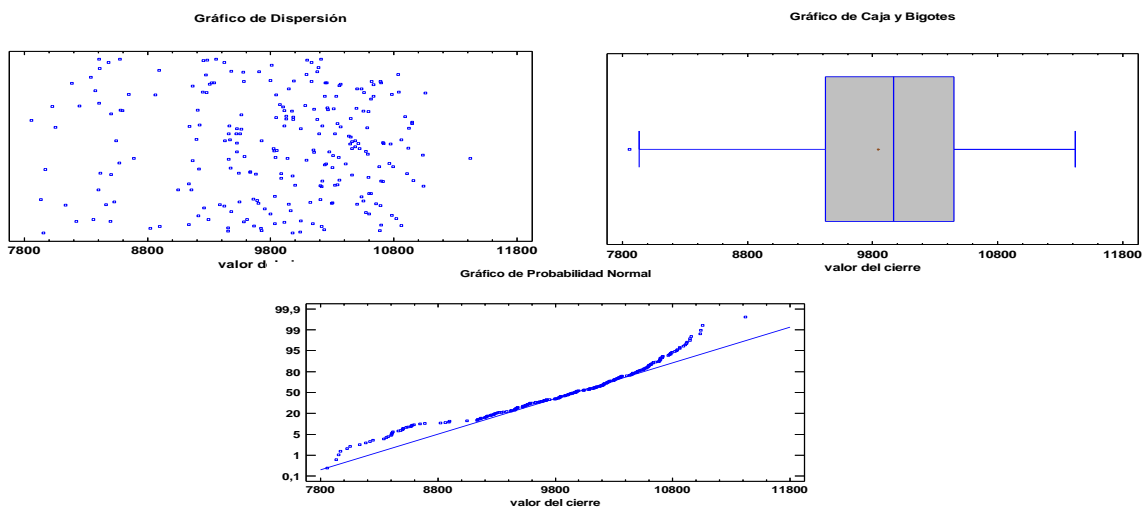 Gráfico de Dispersión
7800 8800 9800 10800 11800
valor d
Gráfico de Caja y Bigotes
7800 8800 9800 10800 11800
valor del cierre
Gráfico de Probabilidad Normal
99,9
99
95
80
50
20
5
1
0,1
7800 8800 9800 10800 11800
valor del cierre